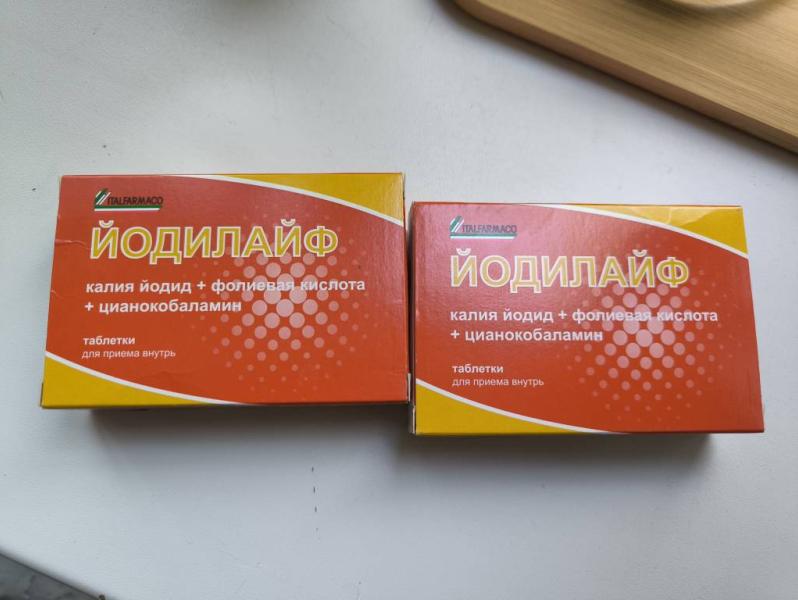 ITALFARMACO
ЙОДИЛАЙФ
калия йодид + фолиевая кислота
+ цианокобаламин
таблетки
для приема внутрь
ITALFARMACO
ЙОДИЛАЙФ
калия йодид + фолиевая кислота
+ цианокобаламин
таблетки
для приема внутрь